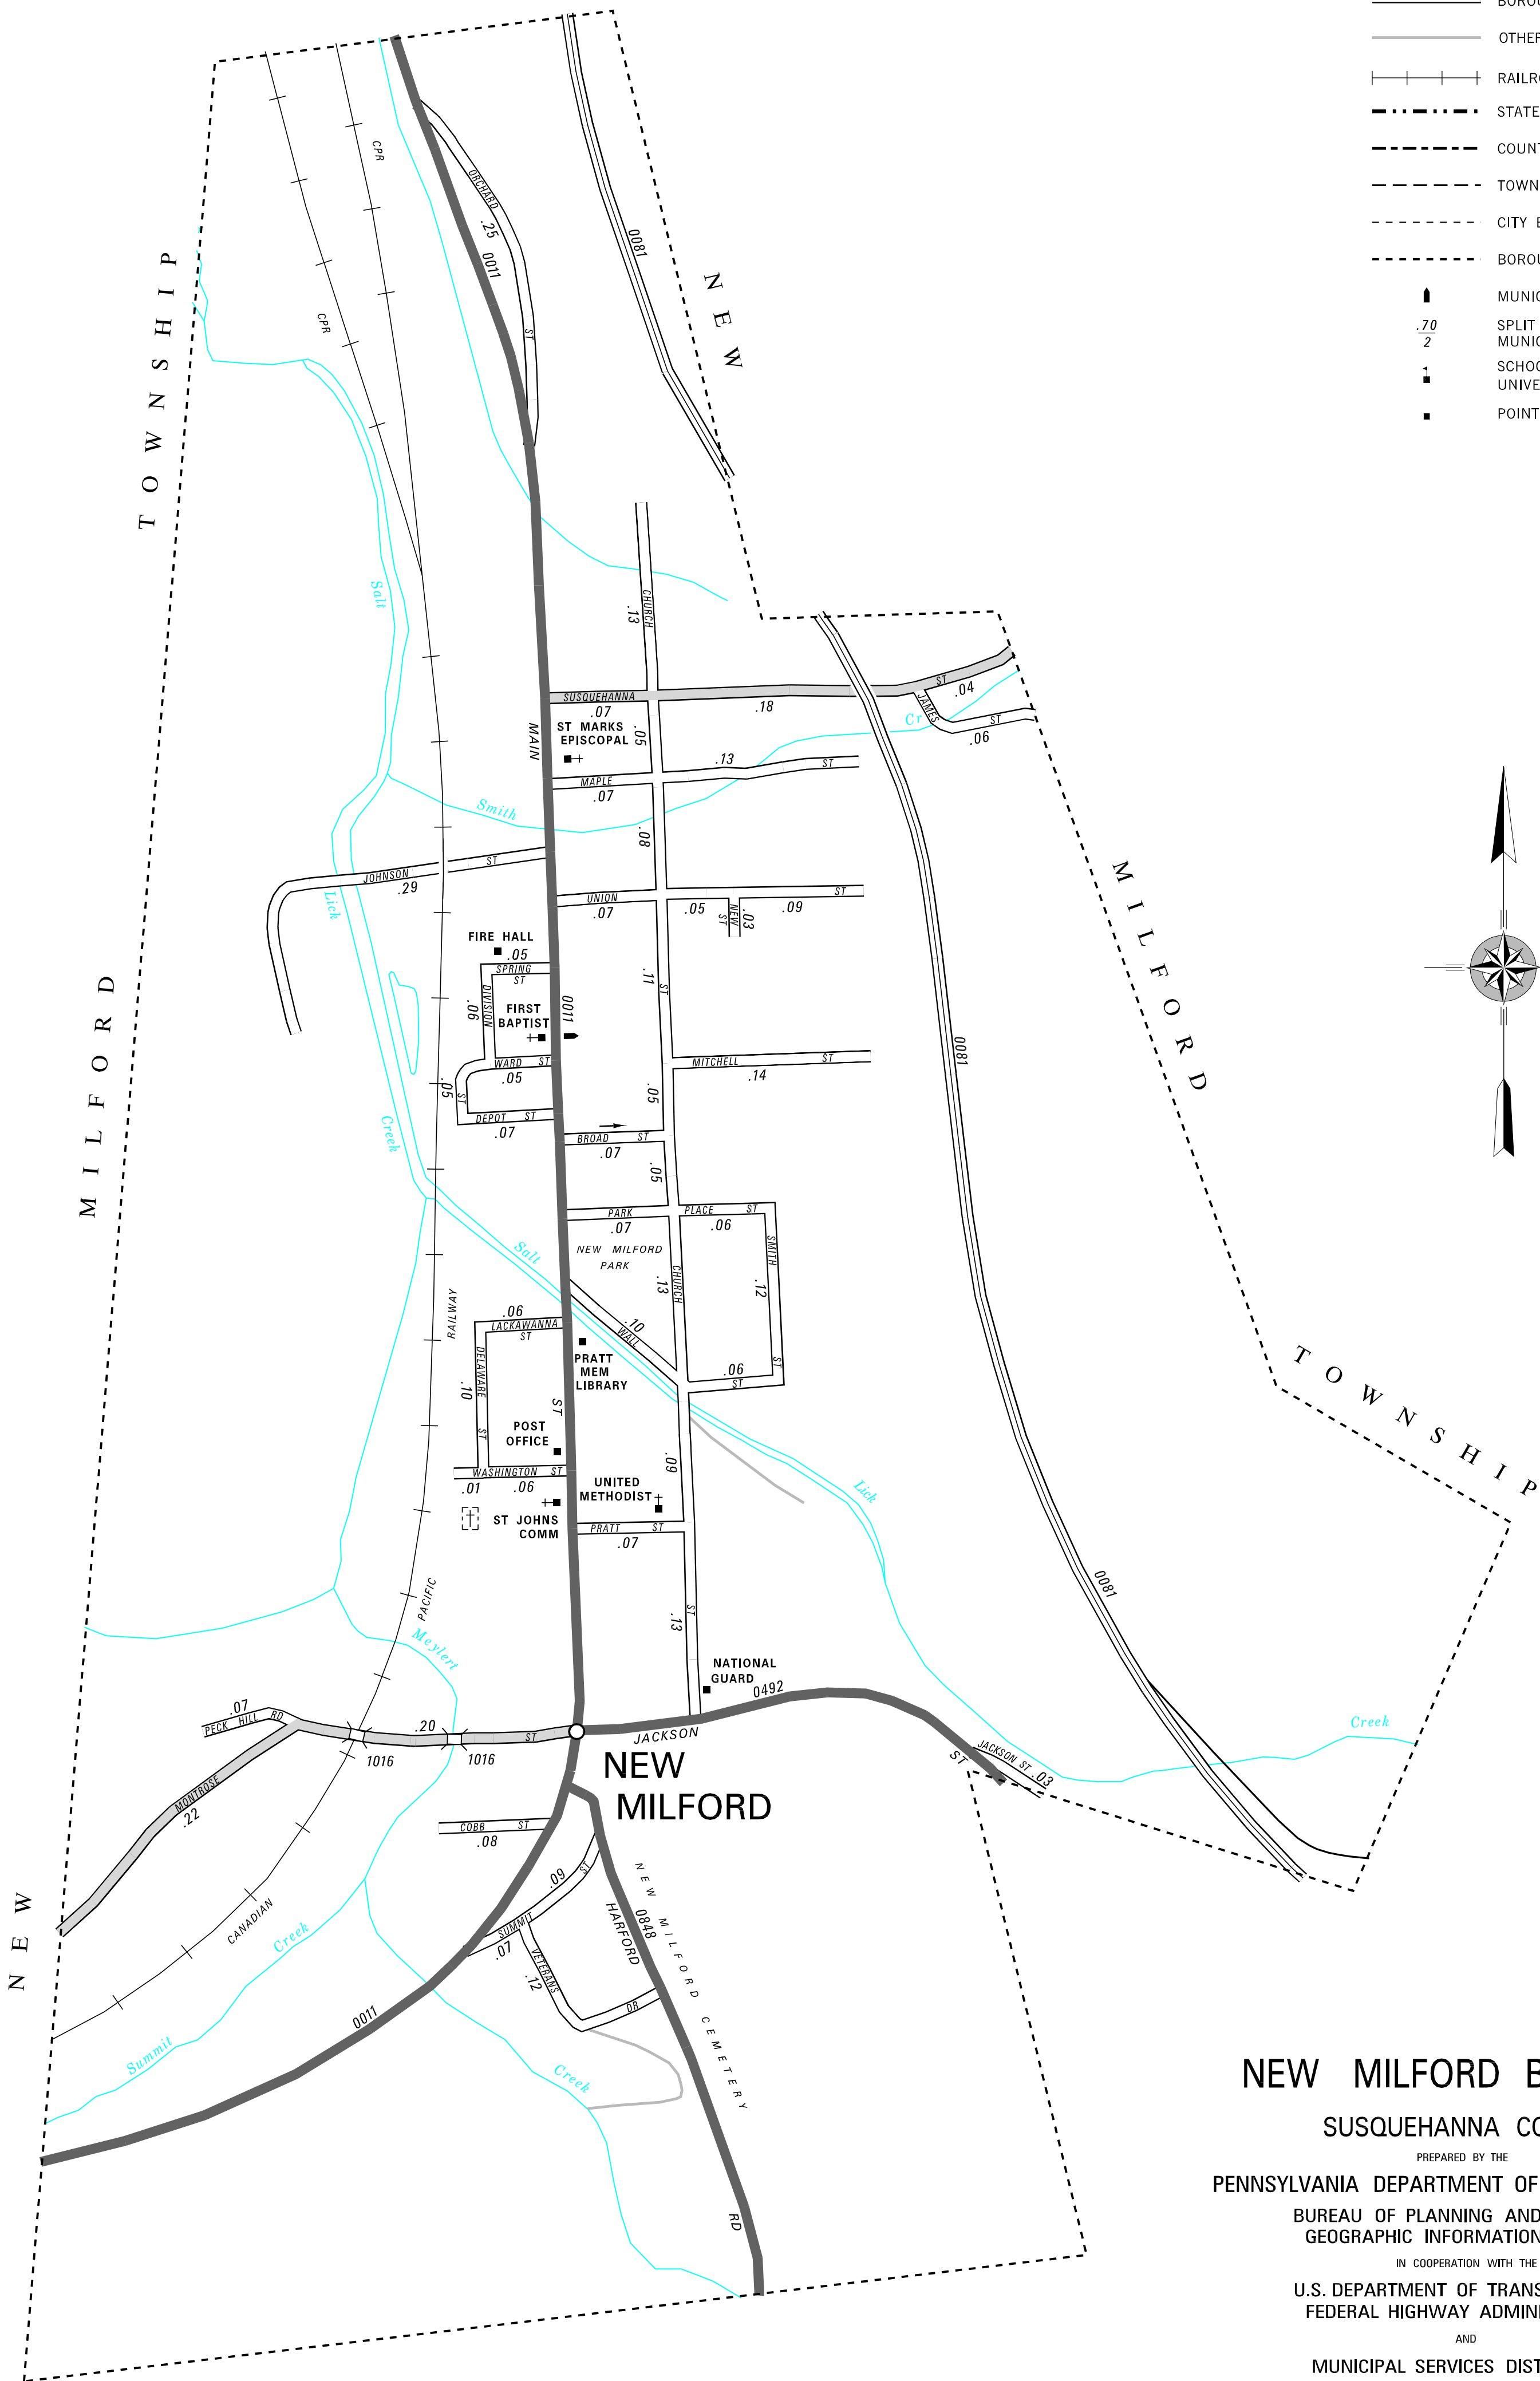 BOROU
OTHER
RAILRO
STATE
COUNT
TOWN
CITY B
BOROU
MUNIC
.70
2
SPLIT
MUNIC
SCHOO
UNIVE
POINT
CPR
CPR
ORCHARD
.25
ST
0011
0081
NEW
TOWNSHIP
Salt
CHURCH
.13
SUSQUEHANNA
ST
.07
.18
.04
JAMES
ST
.06
Cr
MAIN
ST MARKS
EPISCOPAL
.05
MAPLE
ST
.07
.13
Smith
.08
JOHNSON
ST
.29
Lick
UNION
ST
.07
.05
.09
NEW
ST
.03
FIRE HALL
.05
SPRING
ST
DIVISION
.06
FIRST
BAPTIST
0011
.11
ST
WARD ST
.05
.05
ST
DEPOT ST
.07
MITCHELL ST
.14
.05
BROAD ST
.07
.05
Creek
MILFORD
MILFORD
0081
PARK
.07
PLACE ST
.06
NEW MILFORD
PARK
SMITH
.12
ST
CHURCH
.13
Salt
RAILWAY
.06
LACKAWANNA
ST
.10
WALL
DELAWARE
.10
ST
PRATT
MEM
LIBRARY
.06
ST
ST
POST
OFFICE
WASHINGTON ST
.01
.06
UNITED
METHODIST
.09
ST JOHNS
COMM
PRATT ST
.07
Lick
TOWNSHIP
0081
PACIFIC
Meylert
.13
ST
NATIONAL
GUARD
0492
JACKSON
ST
JACKSON ST
.03
Creek
.07
PECK HILL RD
.20
ST
1016
1016
MONTROSE
.22
NEW
MILFORD
COBB ST
.08
.09
ST
SUMMIT
.07
VETERANS
.12
DR
HARFORD
0848
NEW MILFORD CEMETERY
RD
CANADIAN
Creek
Summit
0011
Creek
NEW
NEW MILFORD B
SUSQUEHANNA CO
PREPARED BY THE
PENNSYLVANIA DEPARTMENT OF
BUREAU OF PLANNING AND
GEOGRAPHIC INFORMATION
IN COOPERATION WITH THE
U.S. DEPARTMENT OF TRANS
FEDERAL HIGHWAY ADMINI
AND
MUNICIPAL SERVICES DIST